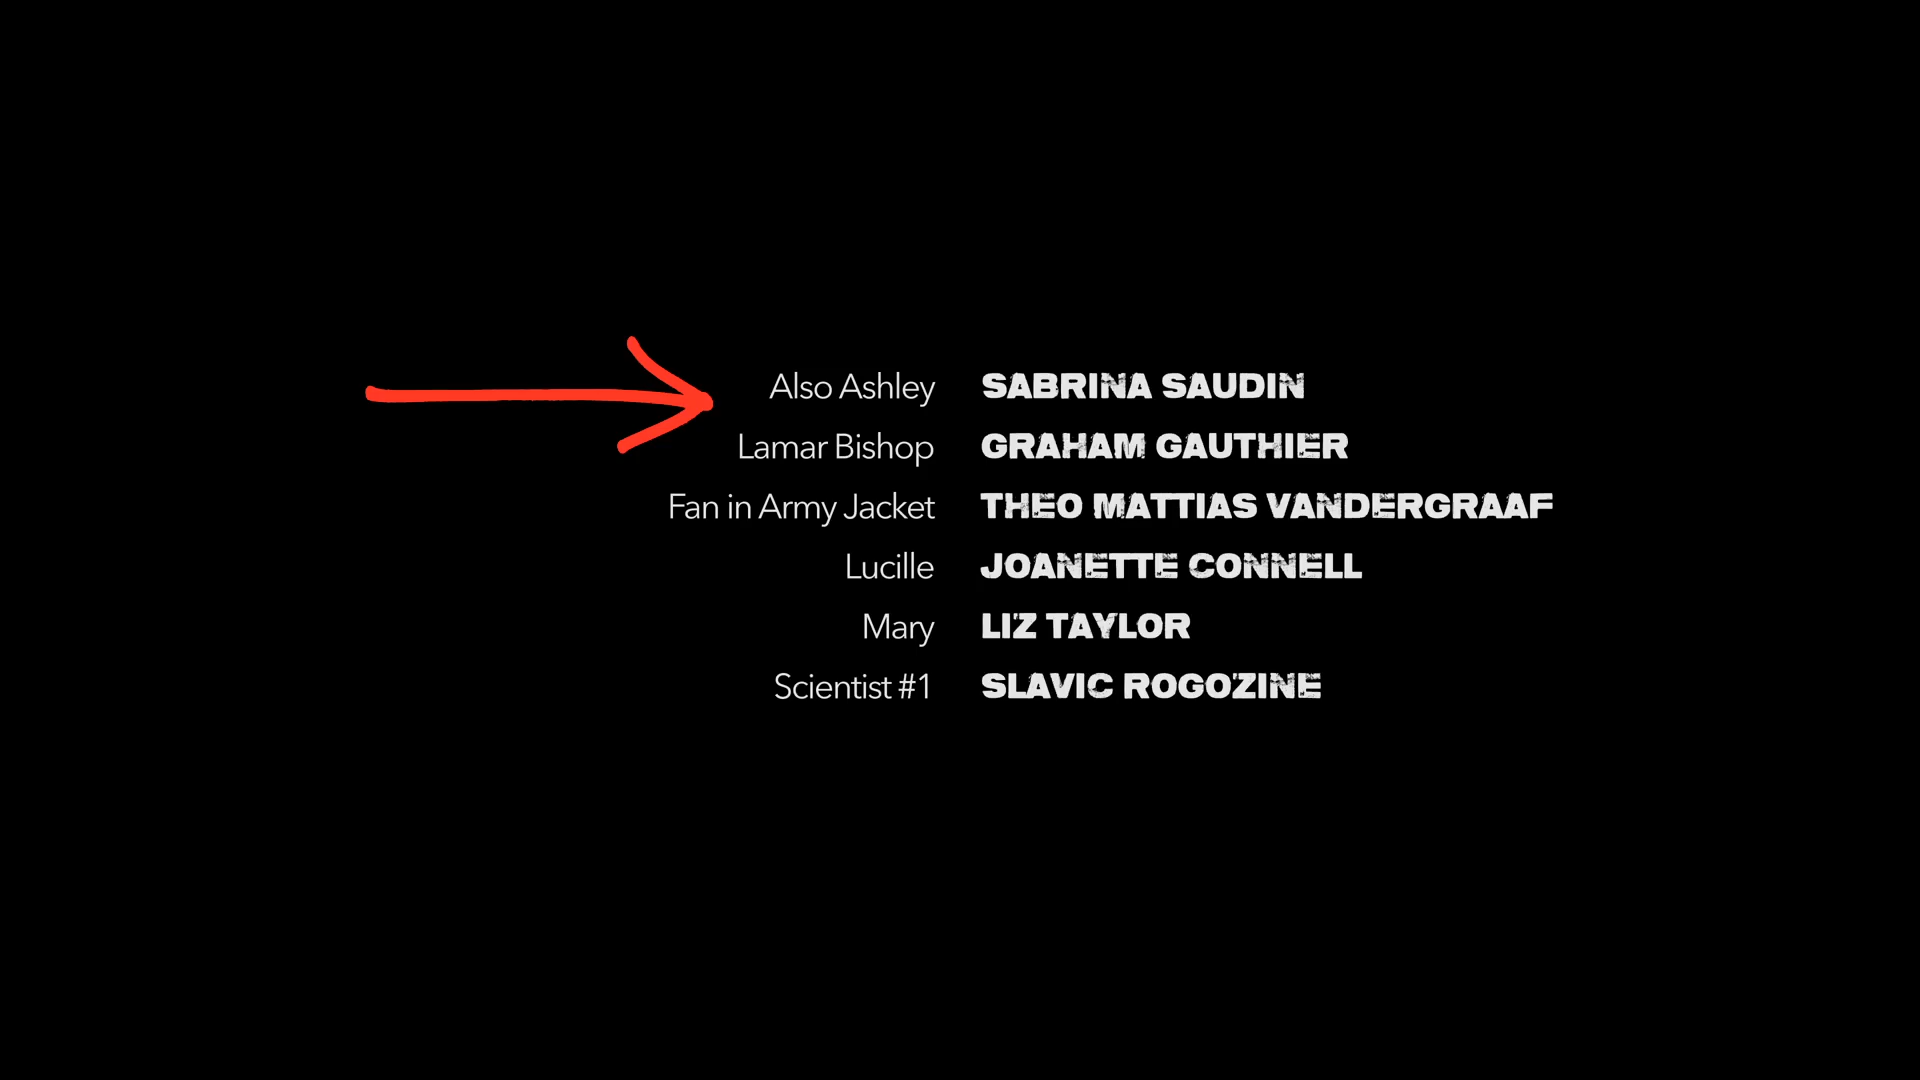 Also Ashley SABRINA SAUDIN
Lamar Bishop GRAHAM GAUTHIER
Fan in Army Jacket THEO MATTIAS VANDERGRAAF
Lucille JOANETTE CONNELL
Mary LIZ TAYLOR
Scientist #1 SLAVIC ROGOZINE